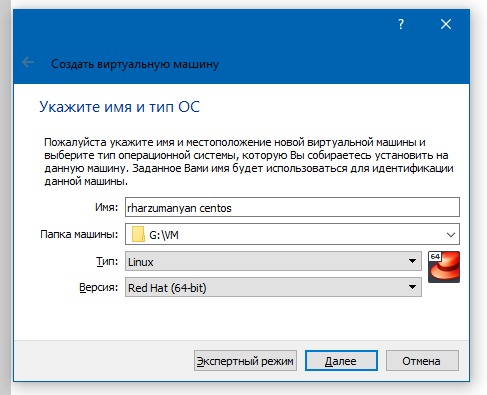 ?
Создать виртуальную машину
Укажите имя и тип ОС
Пожалуйста укажите имя и местоположение новой виртуальной машины и
выберите тип операционной системы, которую Вы собираетесь установить на
данную машину. Заданное Вами имя будет использоваться для идентификации
данной машины.
Имя: rharzumanyan centos
Папка машины: G:\VM
Тип: Linux 64
Версия: Red Hat (64-bit)
Экспертный режим Далее Отмена